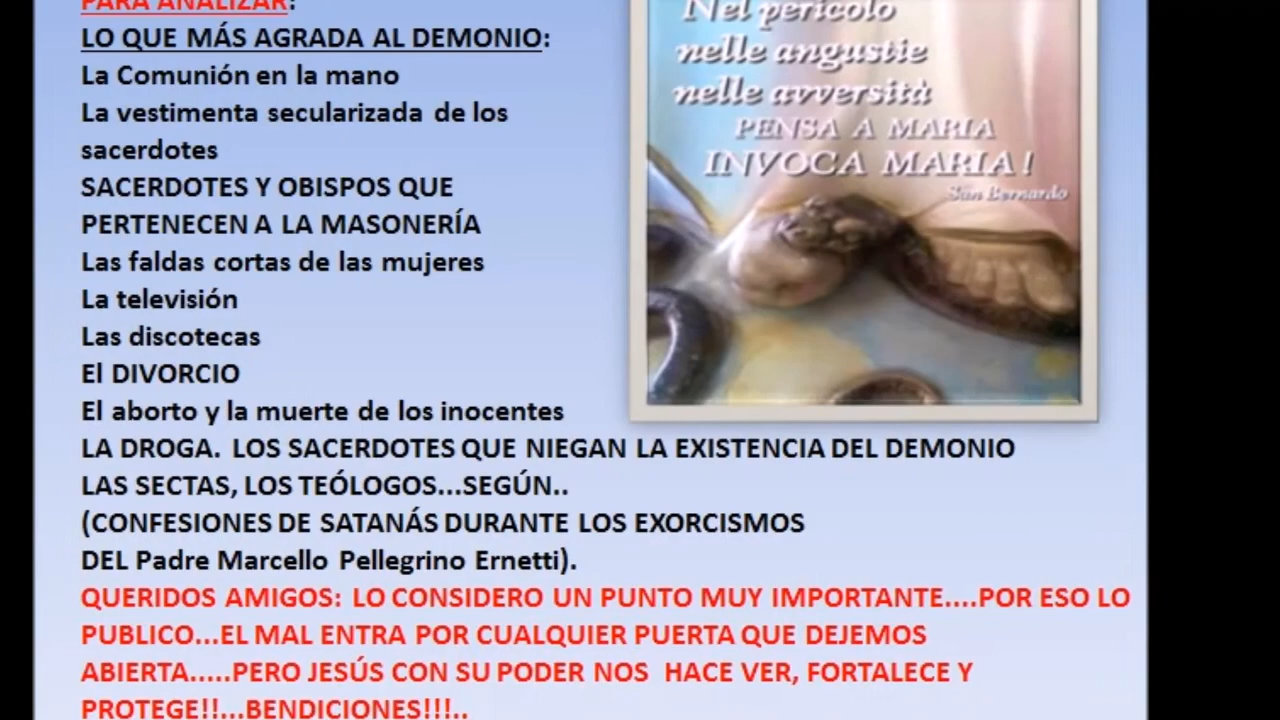 PARA ANALIZAR:
LO QUE MÁS AGRADA AL DEMONIO:
La Comunión en la mano
La vestimenta secularizada de los
sacerdotes
SACERDOTES Y OBISPOS QUE
PERTENECEN A LA MASONERÍA
Las faldas cortas de las mujeres
La televisión
Las discotecas
El DIVORCIO
El aborto y la muerte de los inocentes
LA DROGA. LOS SACERDOTES QUE NIEGAN LA EXISTENCIA DEL DEMONIO
LAS SECTAS, LOS TEÓLOGOS...SEGÚN..
(CONFESIONES DE SATANÁS DURANTE LOS EXORCISMOS
DEL Padre Marcello Pellegrino Ernetti).
QUERIDOS AMIGOS: LO CONSIDERO UN PUNTO MUY IMPORTANTE....POR ESO LO
PUBLICO...EL MAL ENTRA POR CUALQUIER PUERTA QUE DEJEMOS
ABIERTA.....PERO JESÚS CON SU PODER NOS HACE VER, FORTALECE Y
PROTEGE!!...BENDICIONES!!!..
Nel pericolo
nelle angustie
nelle avversità
PENSA A MARIA
INVOCA MARIA!
San Bernardo